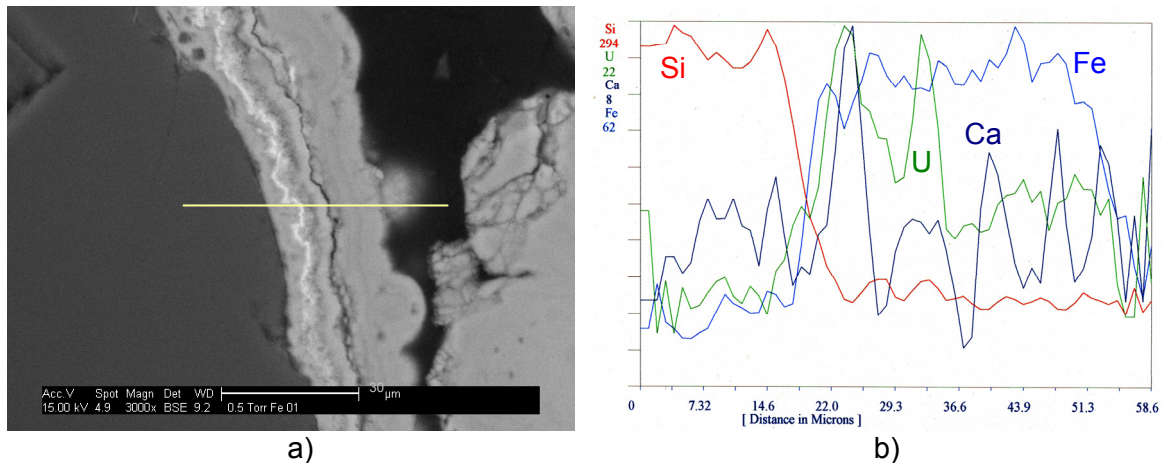 Acc.V Spot Magn Det WD 30 µm
15.00 kV 4.9 3000x BSE 9.2 0.5 Torr Fe 01
a)
Si
294
U
22
Ca
8
Fe
62
Si
Fe
Ca
U
0 7.32 14.6 22.0 29.3 36.6 43.9 51.3 58.6
[ Distance in Microns ]
b)